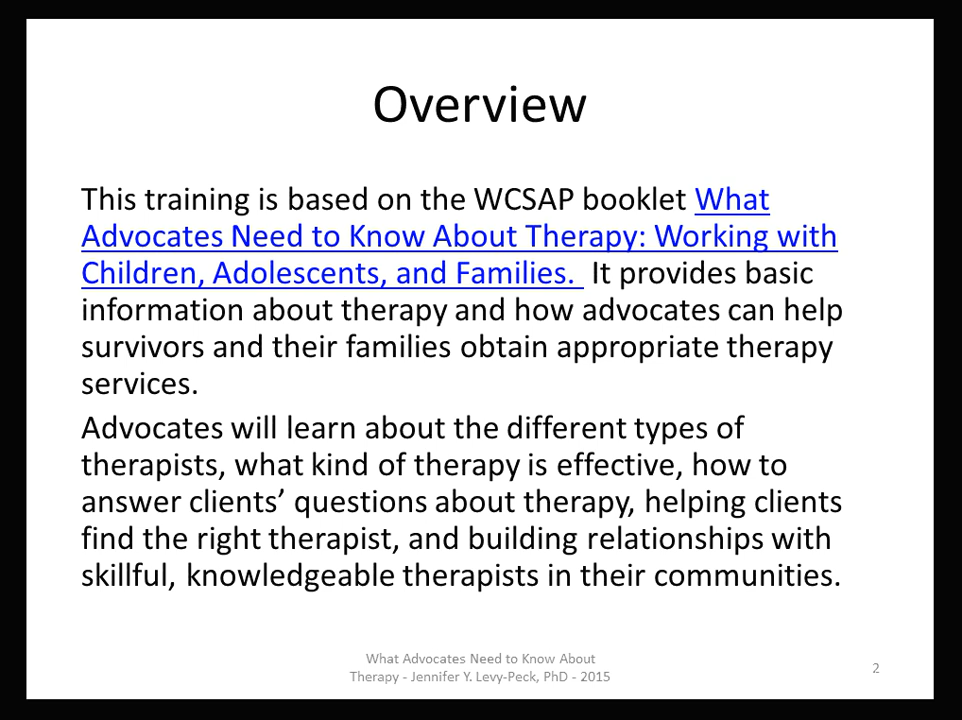 Overview
This training is based on the WCSAP booklet What
Advocates Need to Know About Therapy: Working with
Children, Adolescents, and Families. It provides basic
information about therapy and how advocates can help
survivors and their families obtain appropriate therapy
services.
Advocates will learn about the different types of
therapists, what kind of therapy is effective, how to
answer clients’ questions about therapy, helping clients
find the right therapist, and building relationships with
skillful, knowledgeable therapists in their communities.
What Advocates Need to Know About
Therapy - Jennifer Y. Levy-Peck, PhD - 2015
2